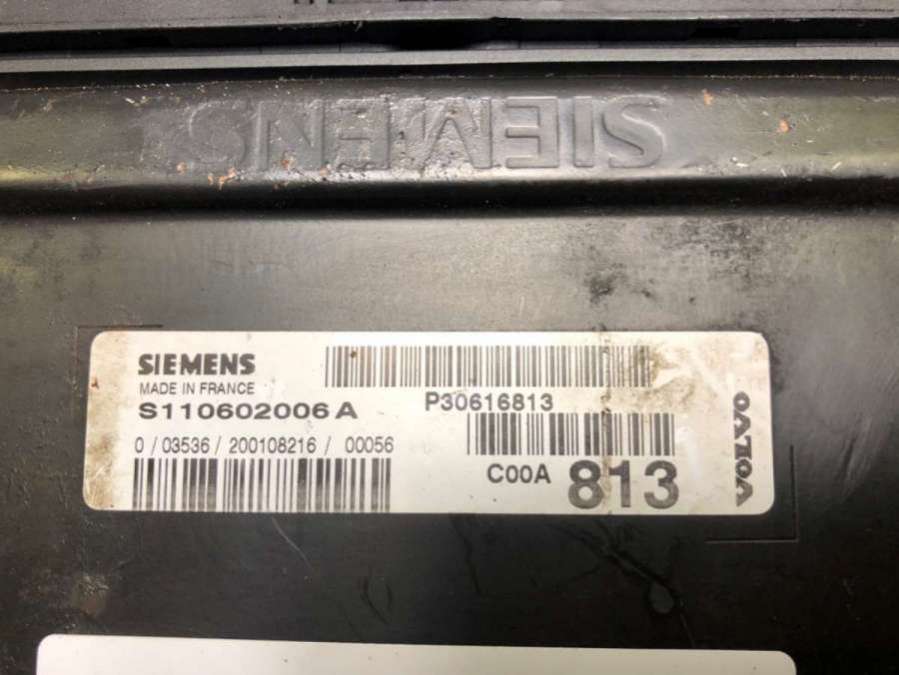 SIEMENS
SIEMENS
MADE IN FRANCE
S110602006 A
0 / 03536 / 200108216 / 00056
P30616813
C00A 813
VOLVO